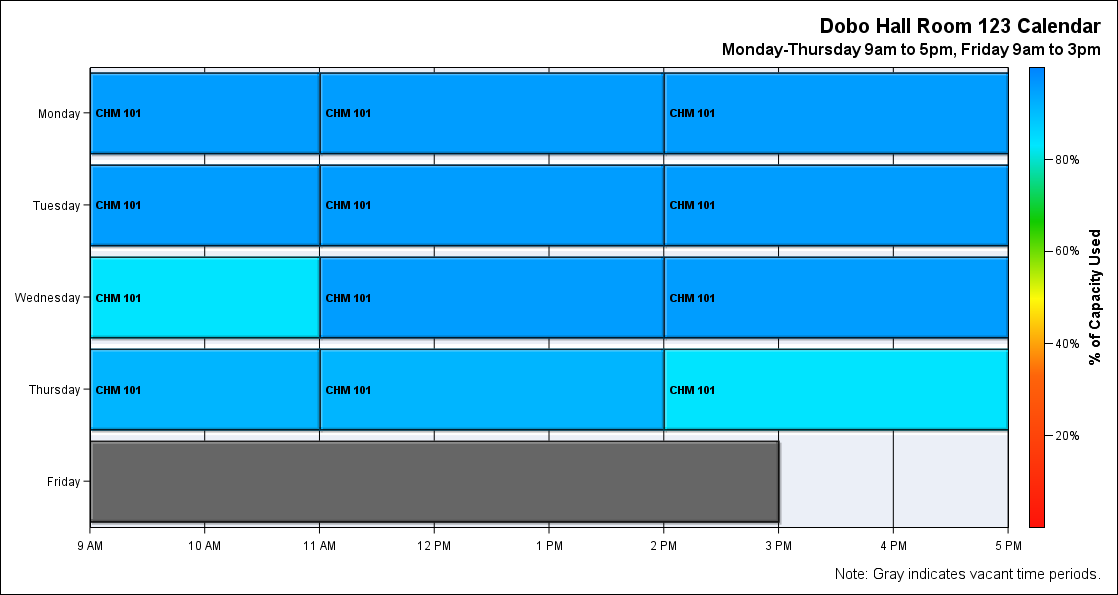 Dobo Hall Room 123 Calendar
Monday-Thursday 9am to 5pm, Friday 9am to 3pm
Monday
CHM 101
CHM 101
CHM 101
Tuesday
CHM 101
CHM 101
CHM 101
Wednesday
CHM 101
CHM 101
CHM 101
Thursday
CHM 101
CHM 101
CHM 101
Friday
9 AM
10 AM
11 AM
12 PM
1 PM
2 PM
3 PM
4 PM
5 PM
80%
60%
40%
20%
% of Capacity Used
Note: Gray indicates vacant time periods.